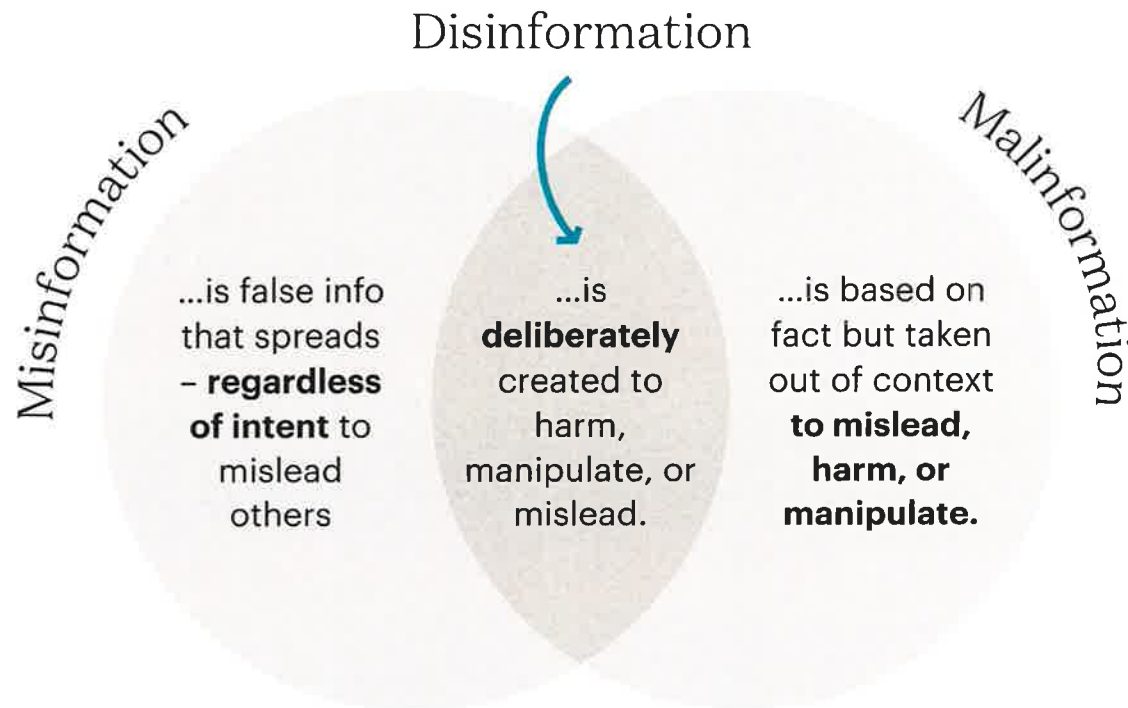 Disinformation
Misinformation
...is false info
that spreads
– regardless
of intent to
mislead
others
...is
deliberately
created to
harm,
manipulate, or
mislead.
Malinformation
...is based on
fact but taken
out of context
to mislead,
harm, or
manipulate.